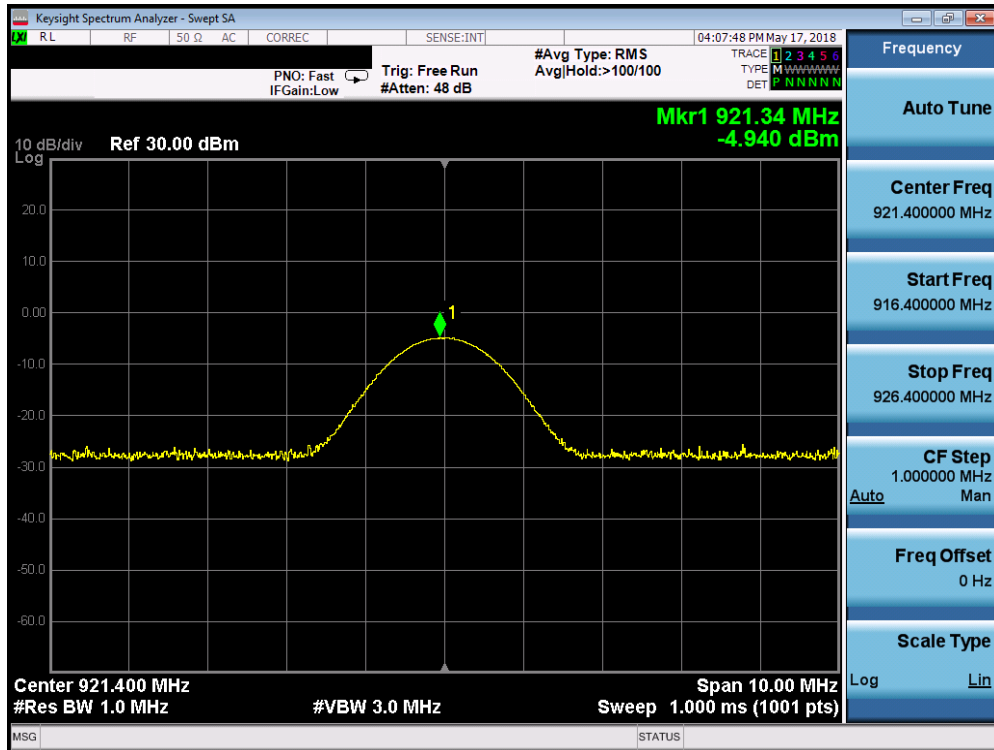 Keysight Spectrum Analyzer - Swept SA
LXI RL RF 50 Ω AC CORREC SENSE:INT 04:07:48 PM May 17, 2018
PNO: Fast Trig: Free Run #Avg Type: RMS TRACE 1 2 3 4 5 6
IFGain:Low #Atten: 48 dB Avg|Hold:>100/100 TYPE M W W W W W
DET P N N N N N
Mkr1 921.34 MHz
-4.940 dBm
10 dB/div Ref 30.00 dBm
Log
20.0
10.0
0.00
1
-10.0
-20.0
-30.0
-40.0
-50.0
-60.0
Center 921.400 MHz Span 10.00 MHz
#Res BW 1.0 MHz #VBW 3.0 MHz Sweep 1.000 ms (1001 pts)
MSG STATUS
Frequency
Auto Tune
Center Freq
921.400000 MHz
Start Freq
916.400000 MHz
Stop Freq
926.400000 MHz
CF Step
1.000000 MHz
Auto Man
Freq Offset
0 Hz
Scale Type
Log Lin